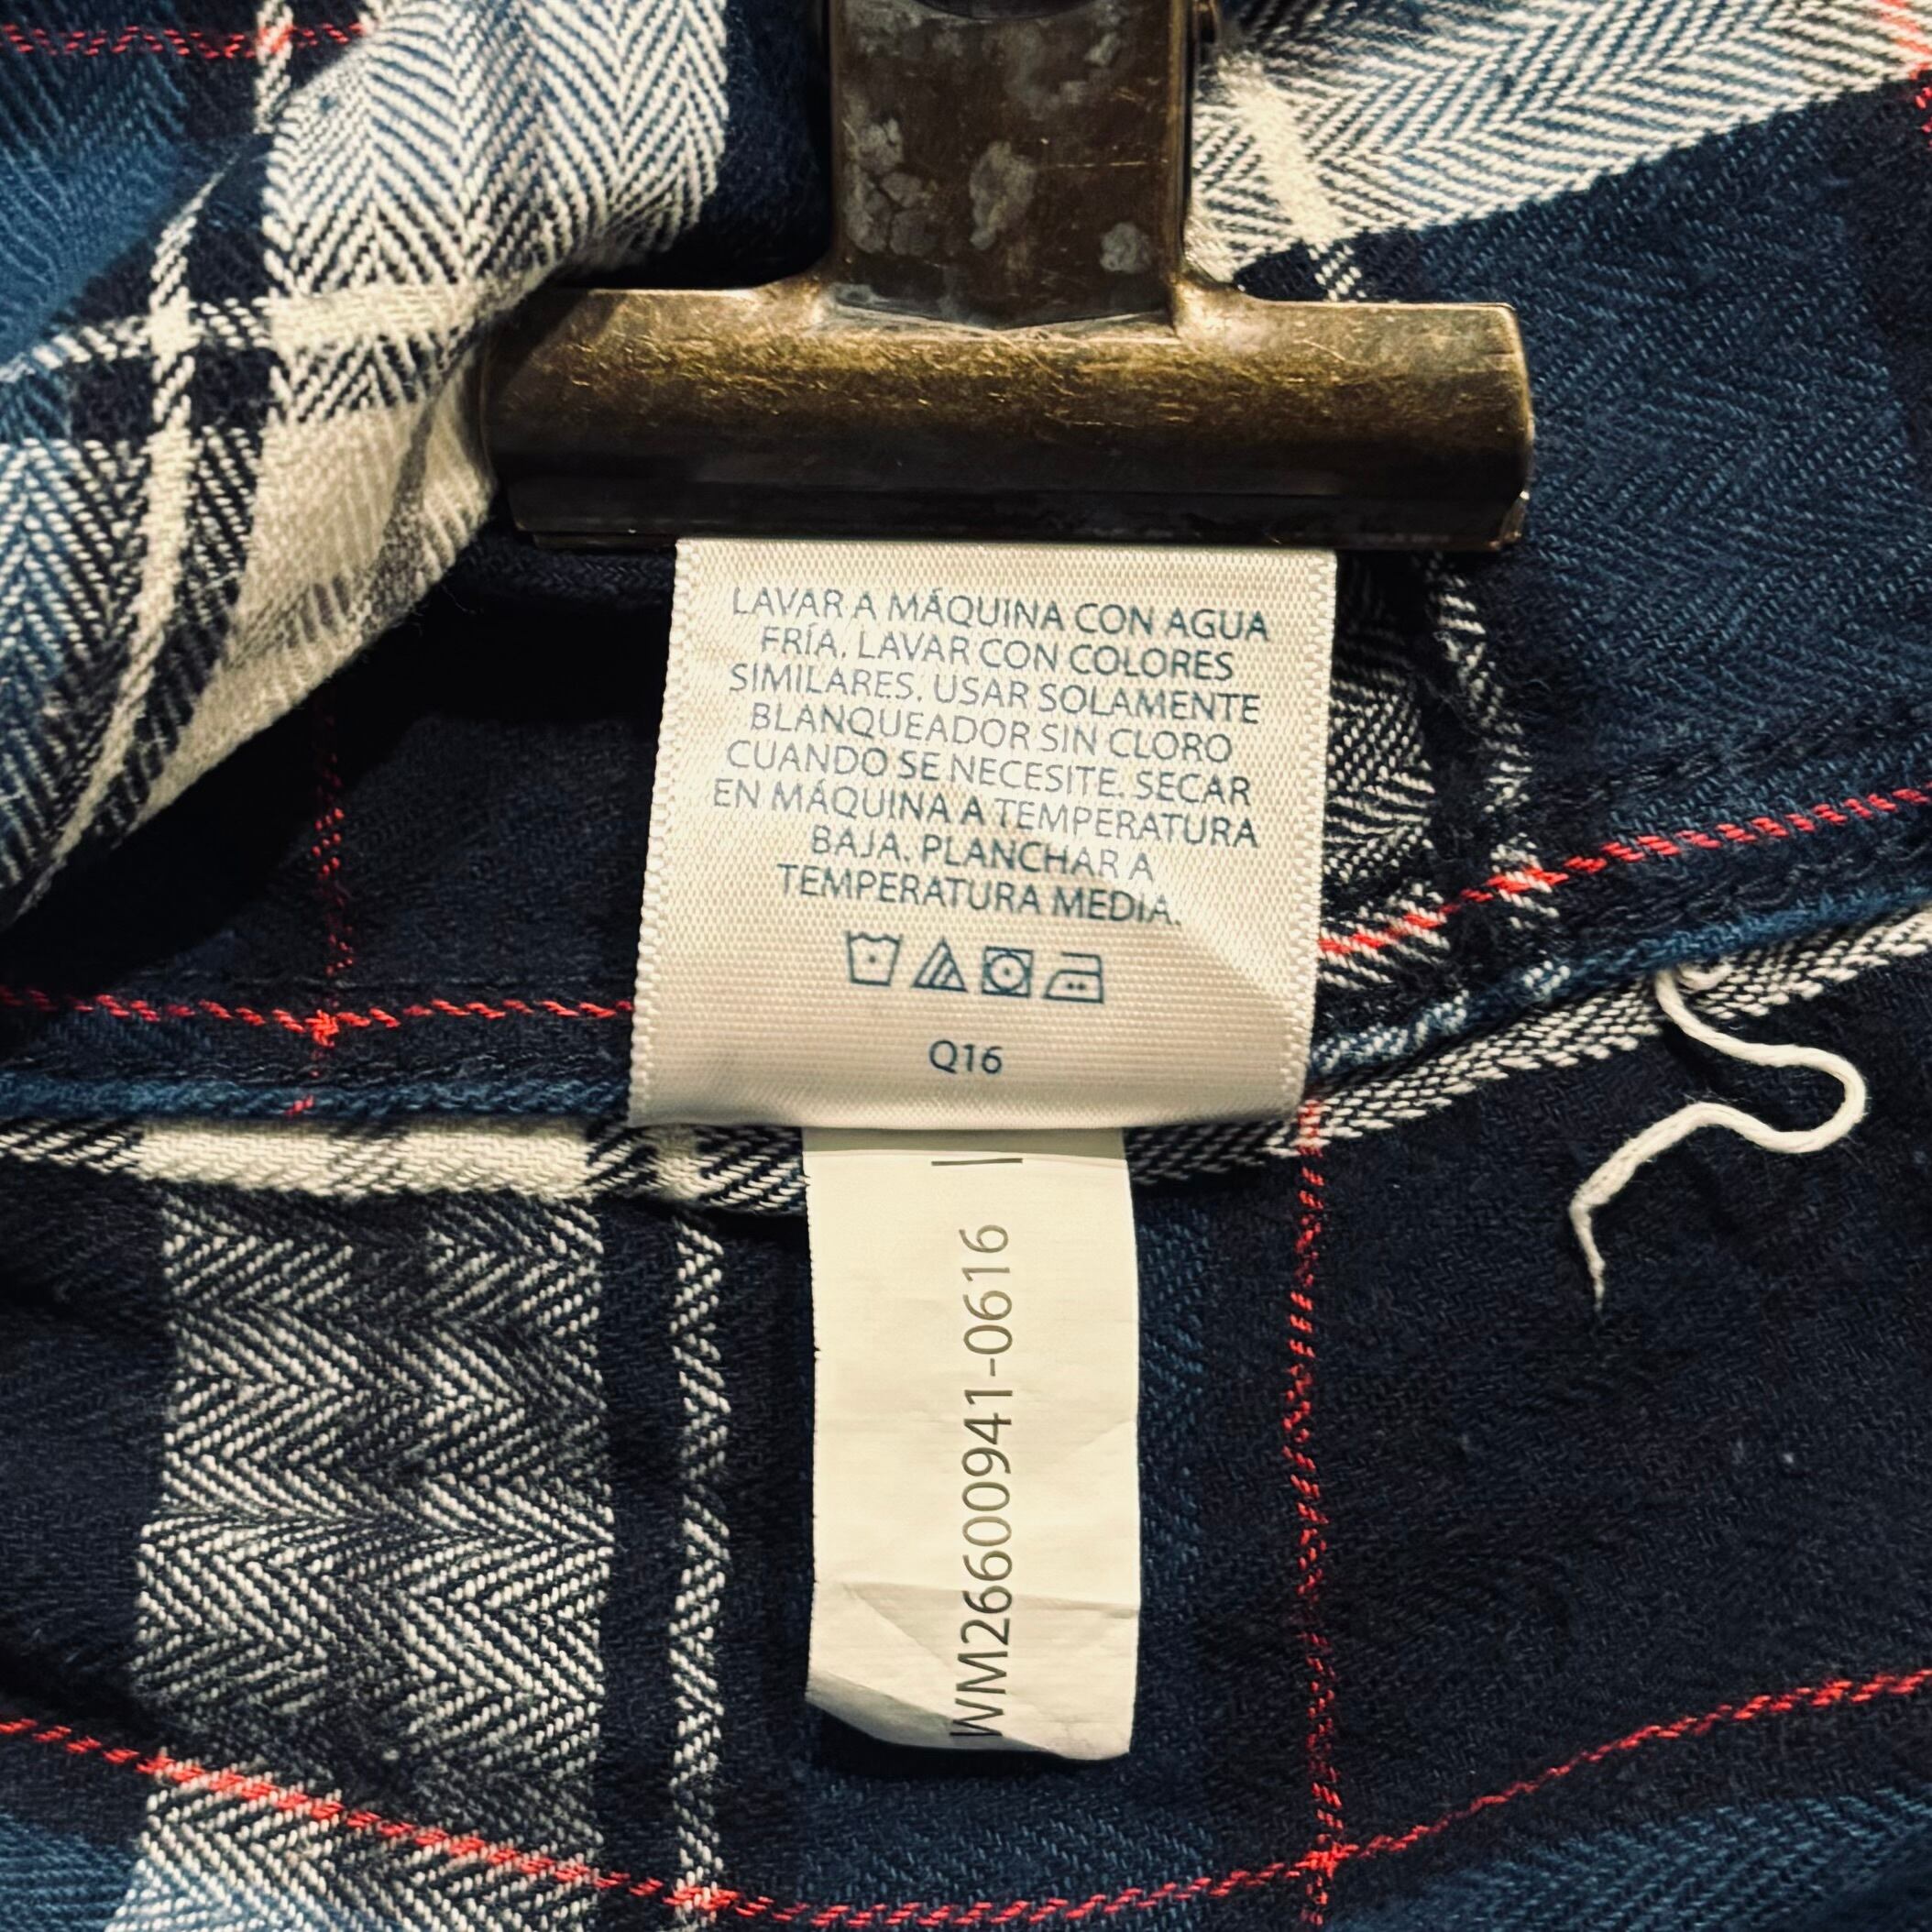 LAVAR A MÁQUINA CON AGUA
FRÍA. LAVAR CON COLORES
SIMILARES. USAR SOLAMENTE
BLANQUEADOR SIN CLORO
CUANDO SE NECESITE. SECAR
EN MÁQUINA A TEMPERATURA
BAJA. PLANCHAR A
TEMPERATURA MEDIA.
Q16
WM26600941-0616 |